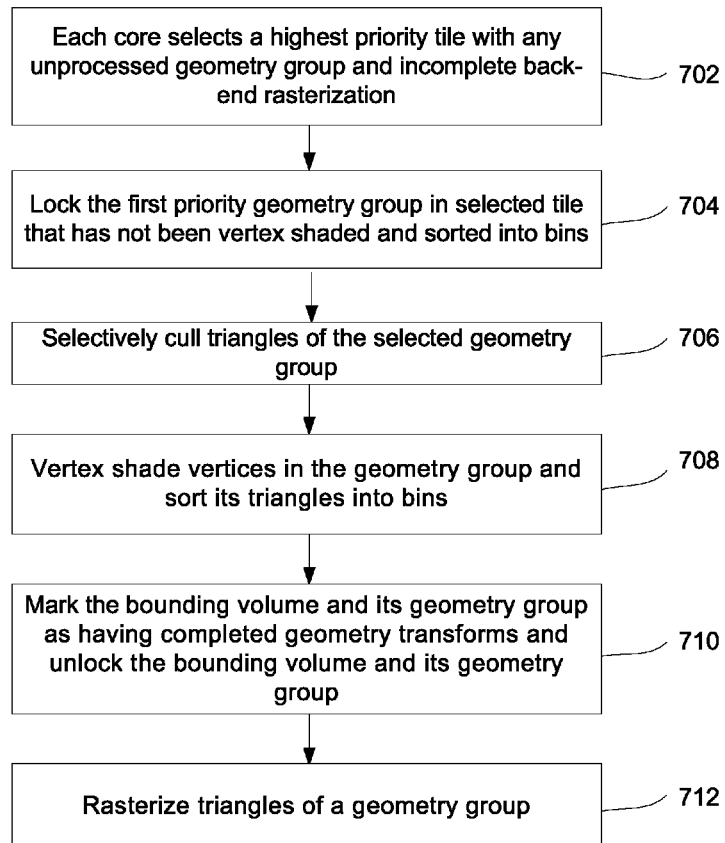 Each core selects a highest priority tile with any
unprocessed geometry group and incomplete back-
end rasterization
702
Lock the first priority geometry group in selected tile
that has not been vertex shaded and sorted into bins
704
Selectively cull triangles of the selected geometry
group
706
Vertex shade vertices in the geometry group and
sort its triangles into bins
708
Mark the bounding volume and its geometry group
as having completed geometry transforms and
unlock the bounding volume and its geometry
group
710
Rasterize triangles of a geometry group
712